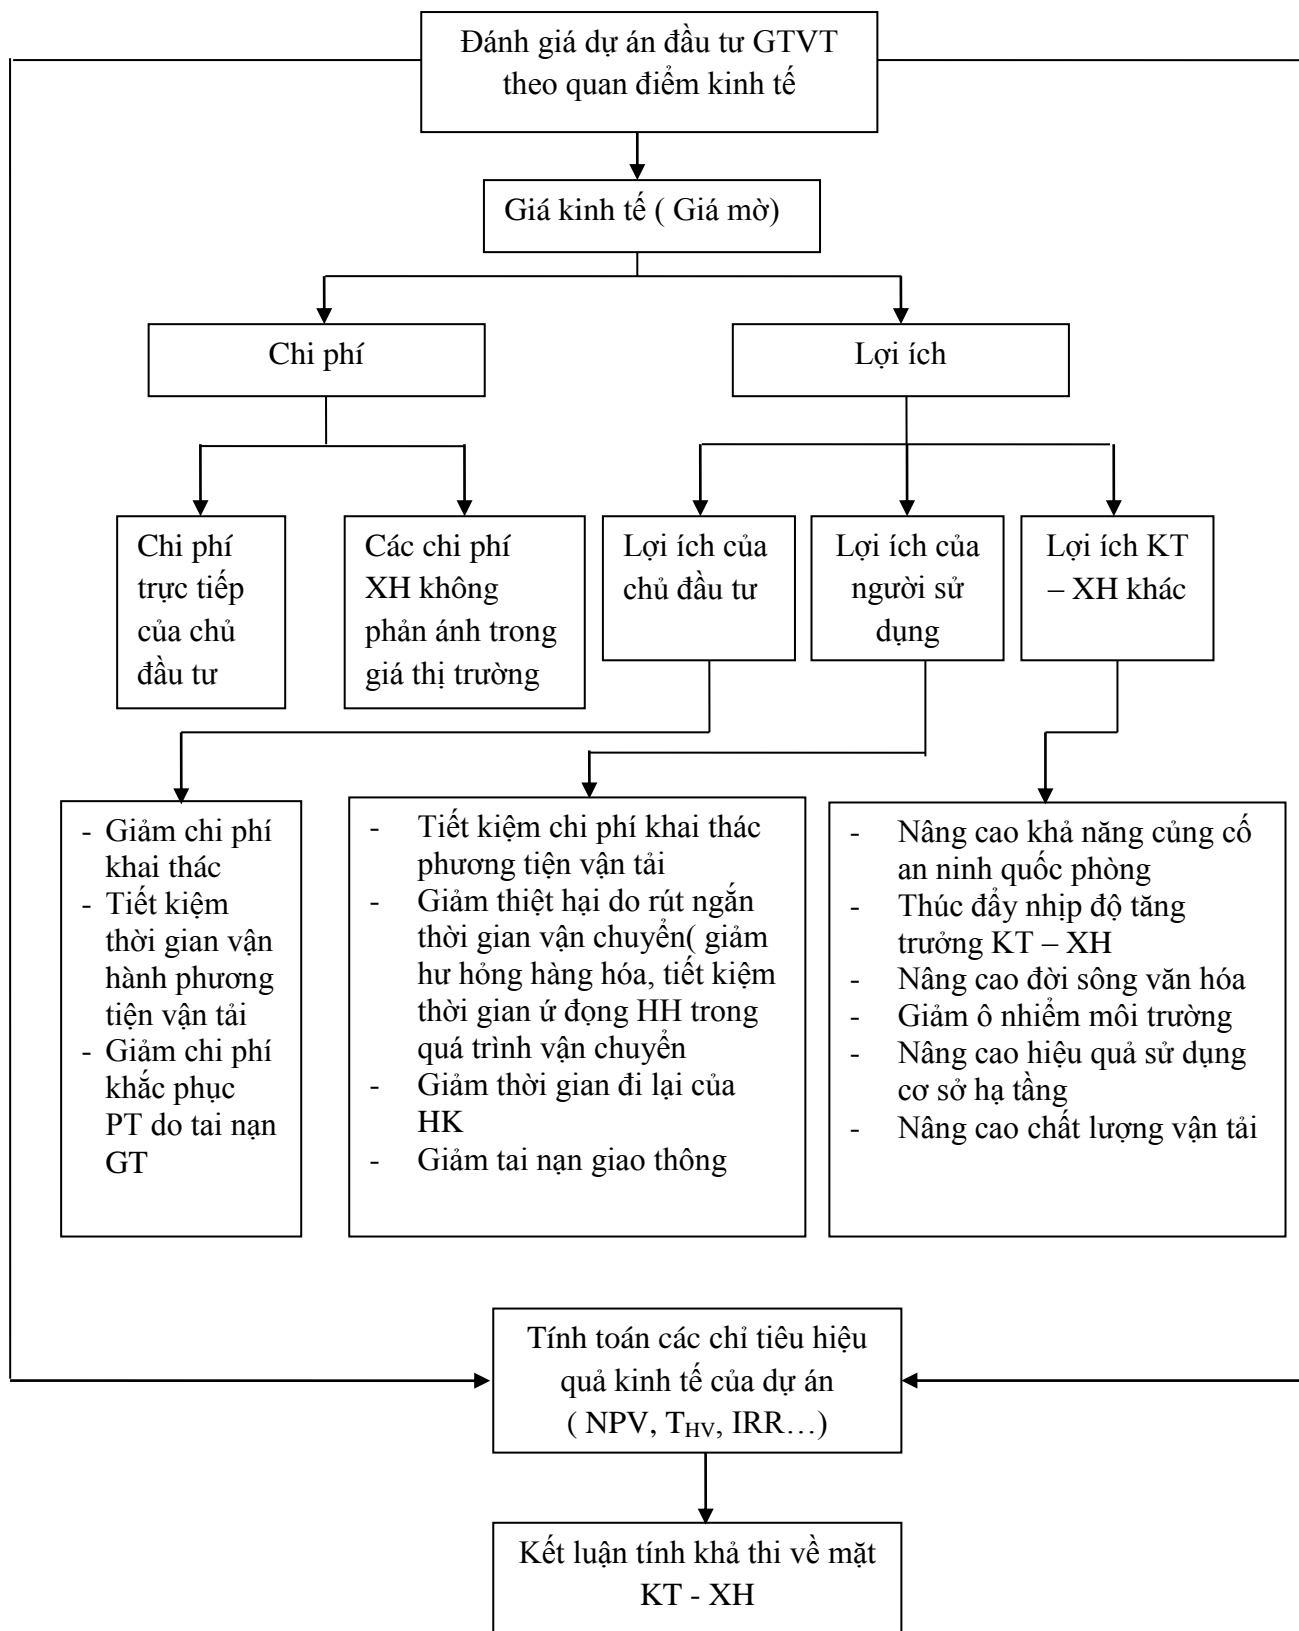 Đánh giá dự án đầu tư GTVT
theo quan điểm kinh tế
Giá kinh tế ( Giá mờ)
Chi phí
Lợi ích
Chi phí
trực tiếp
của chủ
đầu tư
Các chi phí
XH không
phản ánh trong
giá thị trường
Lợi ích của
chủ đầu tư
Lợi ích của
người sử
dụng
Lợi ích KT
– XH khác
- Giảm chi phí
khai thác
- Tiết kiệm
thời gian vận
hành phương
tiện vận tải
- Giảm chi phí
khắc phục
PT do tai nạn
GT
- Tiết kiệm chi phí khai thác
phương tiện vận tải
- Giảm thiệt hại do rút ngắn
thời gian vận chuyển( giảm
hư hỏng hàng hóa, tiết kiệm
thời gian ứ đọng HH trong
quá trình vận chuyển
- Giảm thời gian đi lại của
HK
- Giảm tai nạn giao thông
- Nâng cao khả năng củng cố
an ninh quốc phòng
- Thúc đẩy nhịp độ tăng
trưởng KT – XH
- Nâng cao đời sông văn hóa
- Giảm ô nhiểm môi trường
- Nâng cao hiệu quả sử dụng
cơ sở hạ tầng
- Nâng cao chất lượng vận tải
Tính toán các chỉ tiêu hiệu
quả kinh tế của dự án
( NPV, THV, IRR…)
Kết luận tính khả thi về mặt
KT - XH